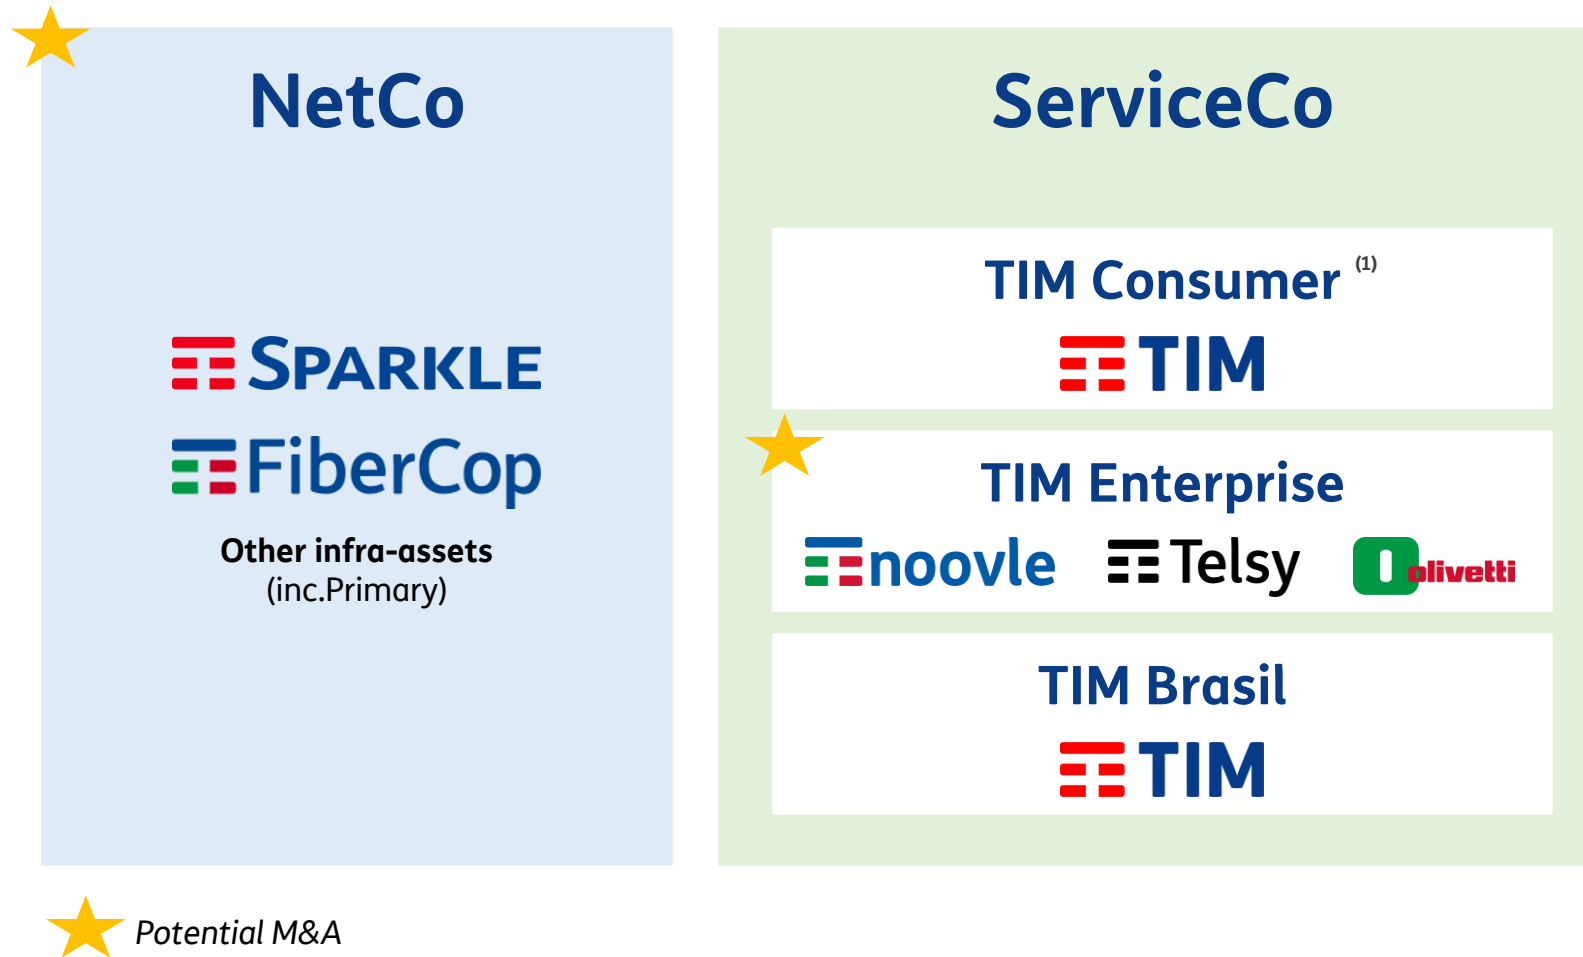 NetCo
SPARKLE
FiberCop
Other infra-assets
(inc.Primary)
ServiceCo
TIM Consumer (1)
TIM
TIM Enterprise
noovle Telsy olivetti
TIM Brasil
TIM
Potential M&A